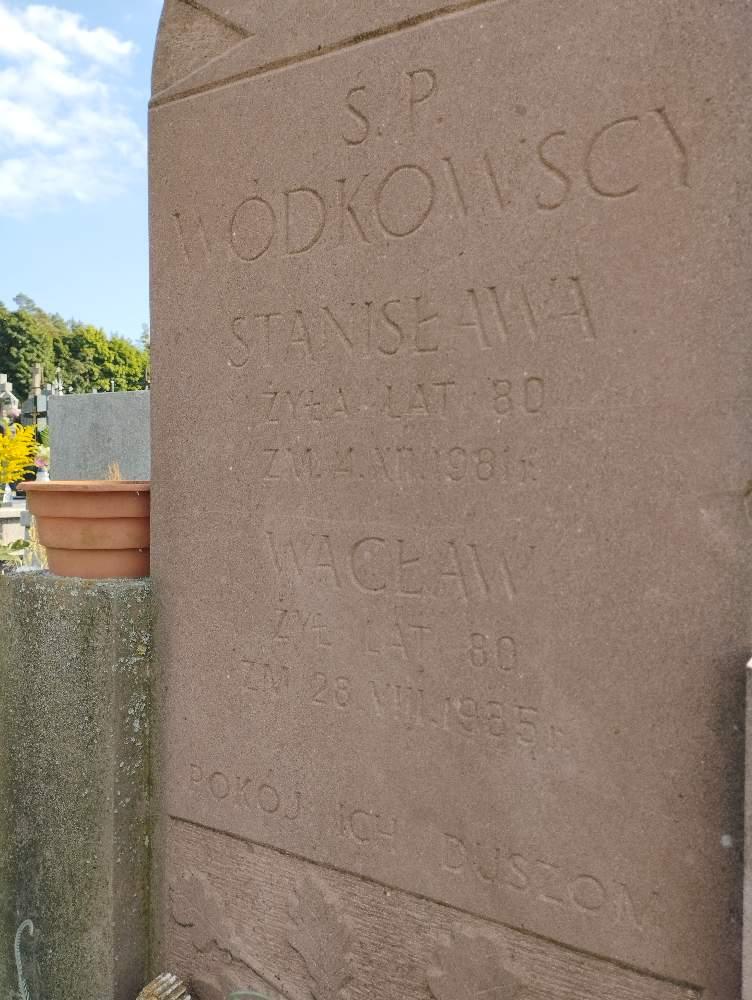 Ś. P.
WÓDKOWSCY
STANISŁAWA
ŻYŁA LAT 80
ZM. 4. XII. 1981 r.
WACŁAW
ŻYŁ LAT 80
ZM 28. VIII. 1985 r.
POKÓJ ICH DUSZOM